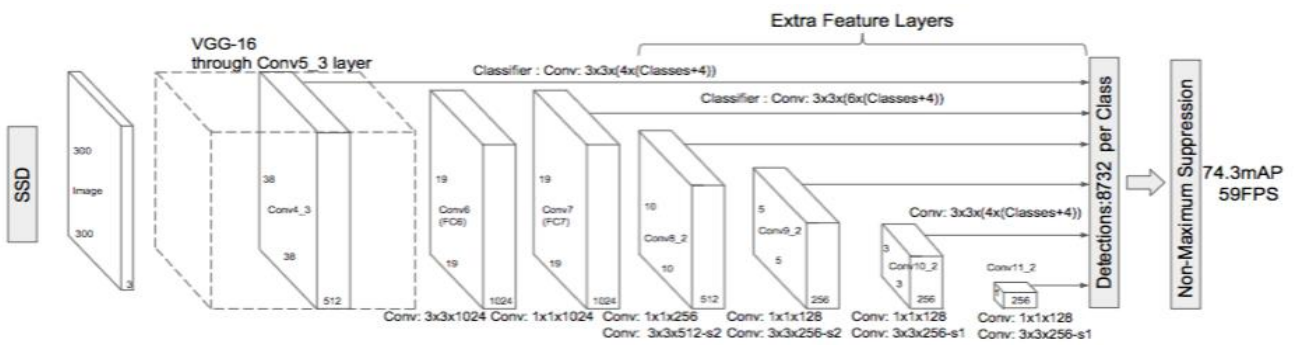 Extra Feature Layers
VGG-16
through Conv5_3 layer
Classifier : Conv: 3x3x(4x(Classes+4))
Classifier : Conv: 3x3x(6x(Classes+4))
SSD
300
Image
300
3
38
Conv4_3
38
512
19
Conv6
(FC6)
19
1024
19
Conv7
(FC7)
19
1024
10
Conv8_2
10
512
5
Conv9_2
5
256
Conv: 3x3x(4x(Classes+4))
3
Conv10_2
3
256
Conv11_2
256
Detections:8732 per Class
Non-Maximum Suppression
74.3mAP
59FPS
Conv: 3x3x1024
Conv: 1x1x1024
Conv: 1x1x256
Conv: 3x3x512-s2
Conv: 1x1x128
Conv: 3x3x256-s2
Conv: 1x1x128
Conv: 3x3x256-s1
Conv: 1x1x128
Conv: 3x3x256-s1